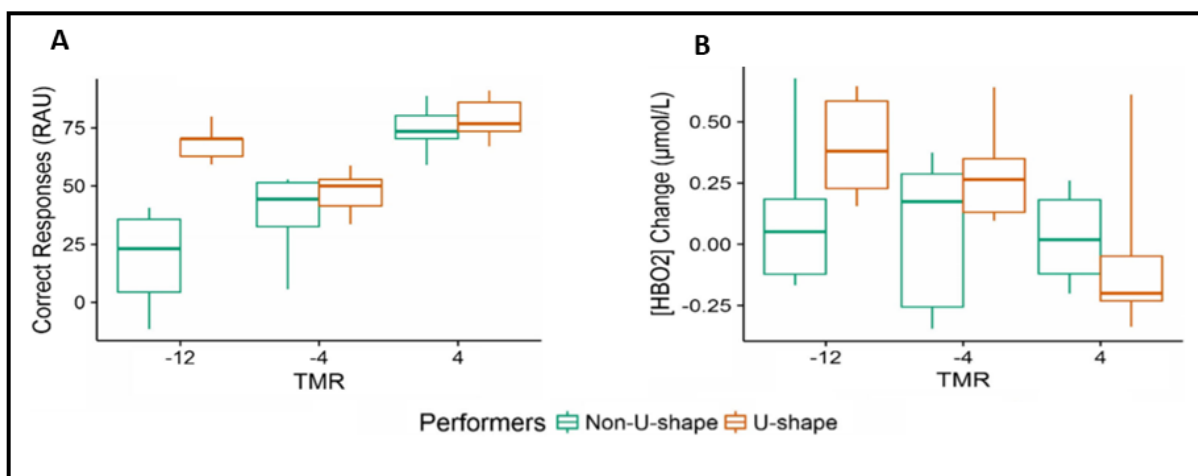 A
Correct Responses (RAU)
75
50
25
0
-12
-4
4
TMR
B
[HBO2] Change (µmol/L)
0.50
0.25
0.00
-0.25
-12
-4
4
TMR
Performers Non-U-shape U-shape